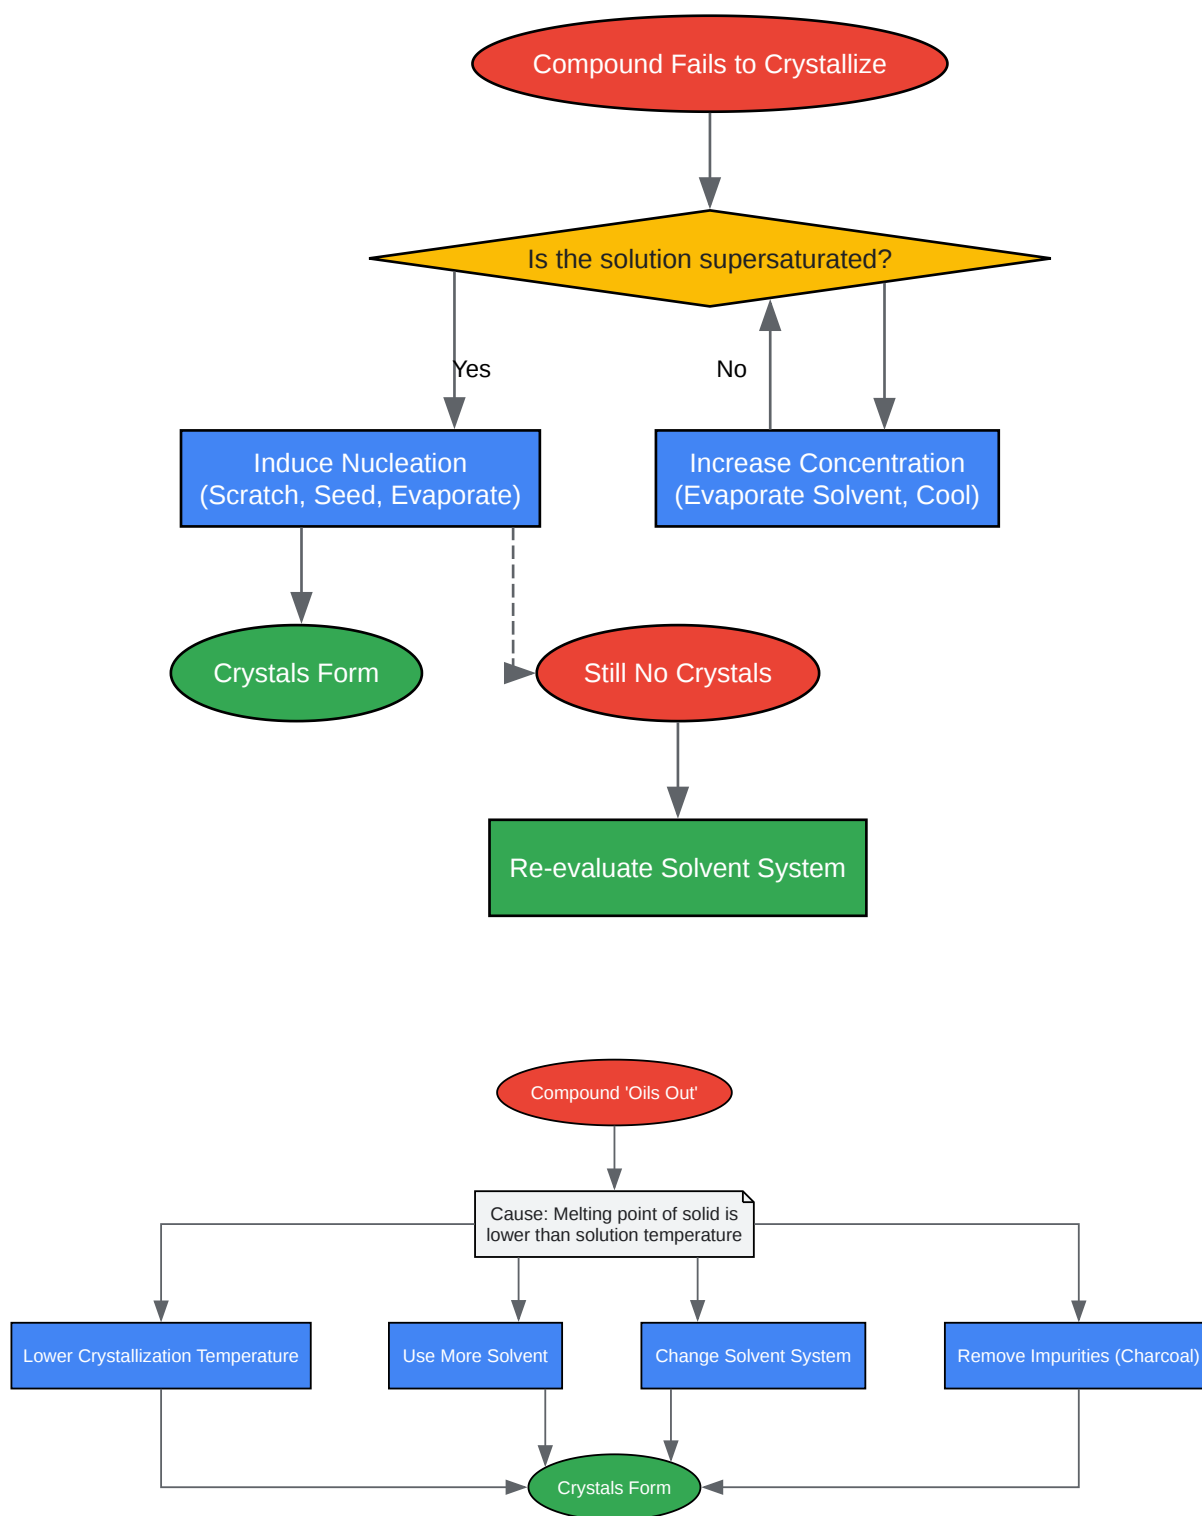 Compound Fails to Crystallize
Is the solution supersaturated?
Yes
No
Induce Nucleation
(Scratch, Seed, Evaporate)
Increase Concentration
(Evaporate Solvent, Cool)
Crystals Form
Still No Crystals
Re-evaluate Solvent System
Compound 'Oils Out'
Cause: Melting point of solid is
lower than solution temperature
Lower Crystallization Temperature
Use More Solvent
Change Solvent System
Remove Impurities (Charcoal)
Crystals Form